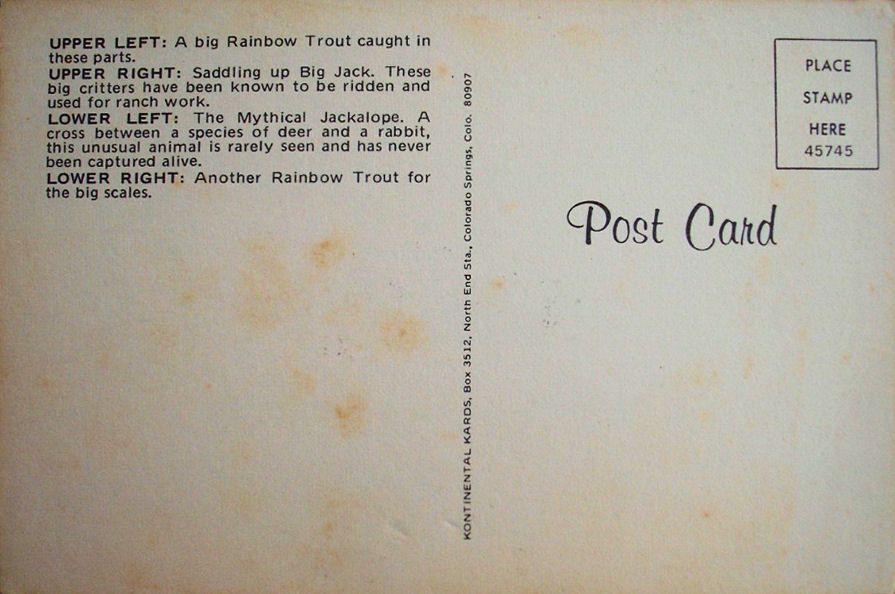 UPPER LEFT: A big Rainbow Trout caught in
these parts.
UPPER RIGHT: Saddling up Big Jack. These
big critters have been known to be ridden and
used for ranch work.
LOWER LEFT: The Mythical Jackalope. A
cross between a species of deer and a rabbit,
this unusual animal is rarely seen and has never
been captured alive.
LOWER RIGHT: Another Rainbow Trout for
the big scales.
KONTINENTAL KARDS, Box 3512, North End Sta., Colorado Springs, Colo. 80907
PLACE
STAMP
HERE
45745
Post Card